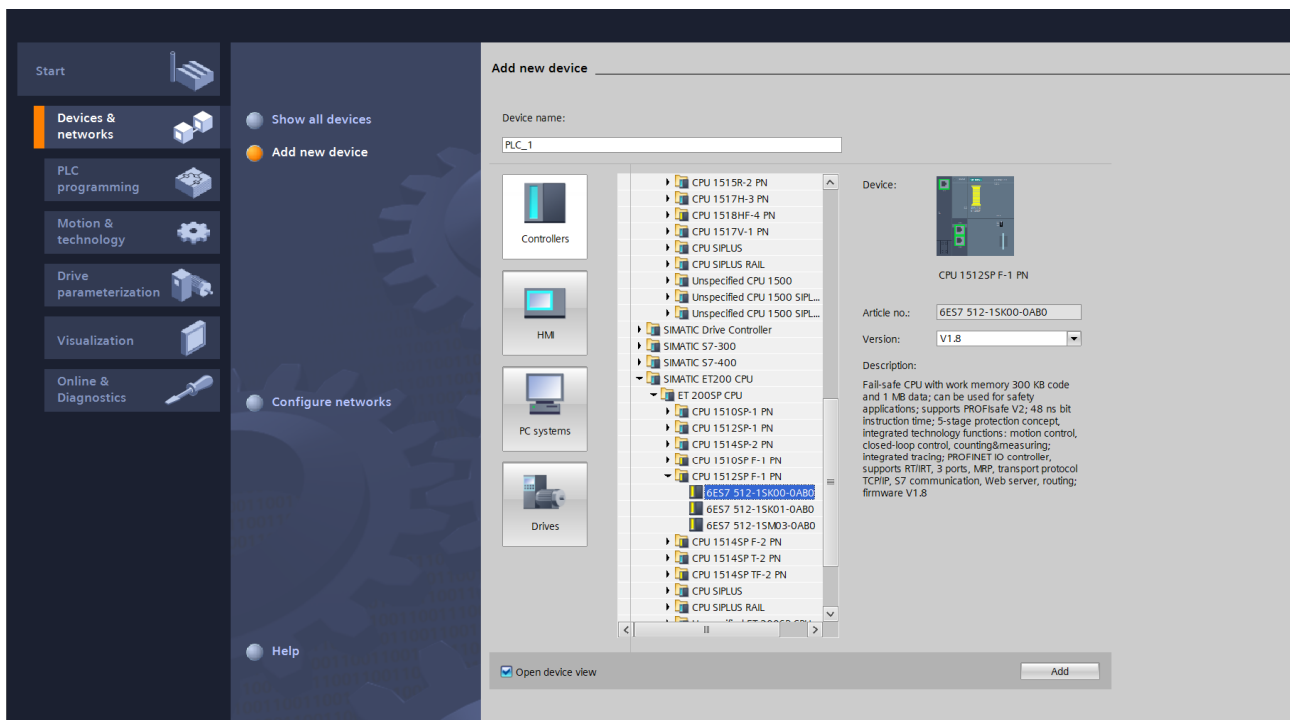 Start
Devices &
networks
PLC
programming
Motion &
technology
Drive
parameterization
Visualization
Online &
Diagnostics
Show all devices
Add new device
Configure networks
Help
Add new device
Device name:
PLC_1
Controllers
HMI
PC systems
Drives
CPU 1515R-2 PN
CPU 1517H-3 PN
CPU 1518HF-4 PN
CPU 1517V-1 PN
CPU SIPLUS
CPU SIPLUS RAIL
Unspecified CPU 1500
Unspecified CPU 1500 SIPL...
Unspecified CPU 1500 SIPL...
SIMATIC Drive Controller
SIMATIC S7-300
SIMATIC S7-400
SIMATIC ET200 CPU
ET 200SP CPU
CPU 1510SP-1 PN
CPU 1512SP-1 PN
CPU 1514SP-2 PN
CPU 1510SP F-1 PN
CPU 1512SP F-1 PN
6ES7 512-1SK00-0AB0
6ES7 512-1SK01-0AB0
6ES7 512-1SM03-0AB0
CPU 1514SP F-2 PN
CPU 1514SP T-2 PN
CPU 1514SP TF-2 PN
CPU SIPLUS
CPU SIPLUS RAIL
Device:
CPU 1512SP F-1 PN
Article no.: 6ES7 512-1SK00-0AB0
Version: V1.8
Description:
Fail-safe CPU with work memory 300 KB code
and 1 MB data; can be used for safety
applications; supports PROFIsafe V2; 48 ns bit
instruction time; 5-stage protection concept,
integrated technology functions: motion control,
closed-loop control, counting&measuring;
integrated tracing; PROFINET IO controller,
supports RT/IRT, 3 ports, MRP, transport protocol
TCP/IP, S7 communication, Web server, routing;
firmware V1.8
Open device view
Add